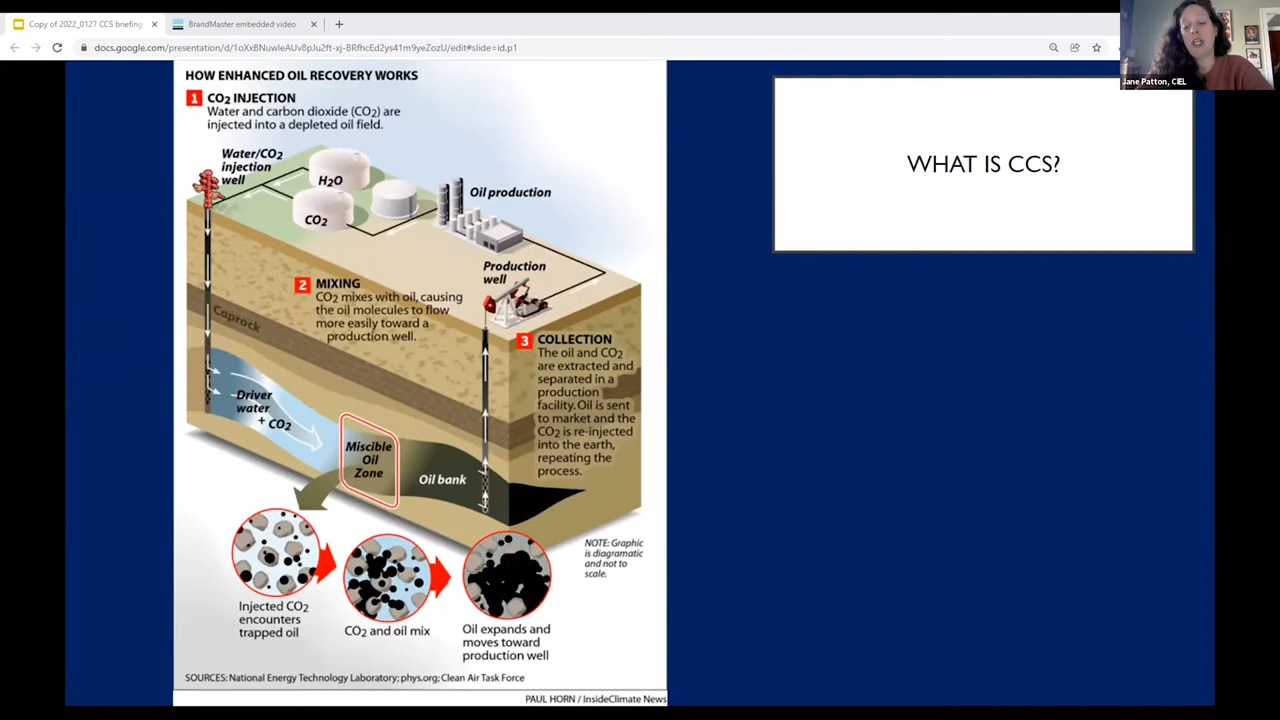 Copy of 2022_0127 CCS briefing
BrandMaster embedded video
docs.google.com/presentation/d/1oXxBNuwIeAUv8pJu2ft-xj-BRfhcEd2ys41m9yeZozU/edit#slide=id.p1
Jane Patton, CIEL
HOW ENHANCED OIL RECOVERY WORKS
1 CO2 INJECTION
Water and carbon dioxide (CO2) are
injected into a depleted oil field.
Water/CO2
injection
well
H2O
CO2
Oil production
Production
well
2 MIXING
CO2 mixes with oil, causing
the oil molecules to flow
more easily toward a
production well.
Caprock
3 COLLECTION
The oil and CO2
are extracted and
separated in a
production
facility. Oil is sent
to market and the
CO2 is re-injected
into the earth,
repeating the
process.
Driver
water
+ CO2
Miscible
Oil
Zone
Oil bank
NOTE: Graphic
is diagramatic
and not to
scale.
Injected CO2
encounters
trapped oil
CO2 and oil mix
Oil expands and
moves toward
production well
SOURCES: National Energy Technology Laboratory; phys.org; Clean Air Task Force
PAUL HORN / InsideClimate News
WHAT IS CCS?